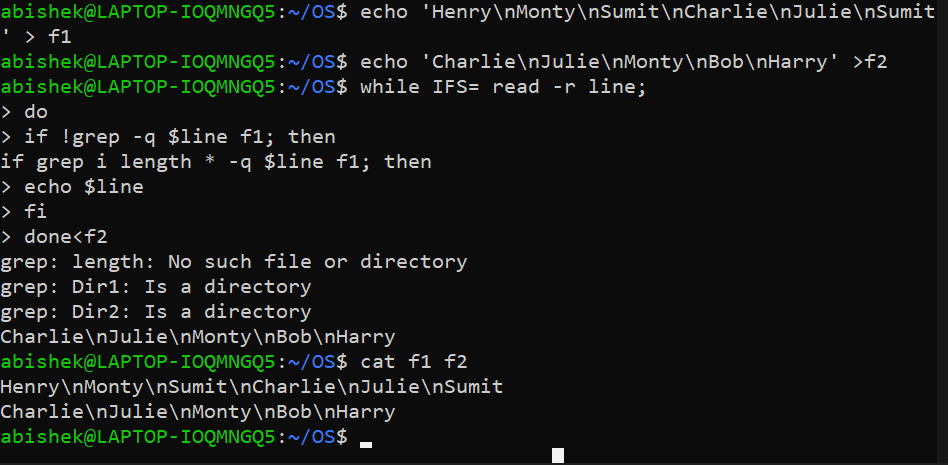 abishek@LAPTOP-IOQMNGQ5:~/OS$ echo 'Henry\nMonty\nSumit\nCharlie\nJulie\nSumit
' > f1
abishek@LAPTOP-IOQMNGQ5:~/OS$ echo 'Charlie\nJulie\nMonty\nBob\nHarry' >f2
abishek@LAPTOP-IOQMNGQ5:~/OS$ while IFS= read -r line;
> do
> if !grep -q $line f1; then
if grep i length * -q $line f1; then
> echo $line
> fi
> done<f2
grep: length: No such file or directory
grep: Dir1: Is a directory
grep: Dir2: Is a directory
Charlie\nJulie\nMonty\nBob\nHarry
abishek@LAPTOP-IOQMNGQ5:~/OS$ cat f1 f2
Henry\nMonty\nSumit\nCharlie\nJulie\nSumit
Charlie\nJulie\nMonty\nBob\nHarry
abishek@LAPTOP-IOQMNGQ5:~/OS$